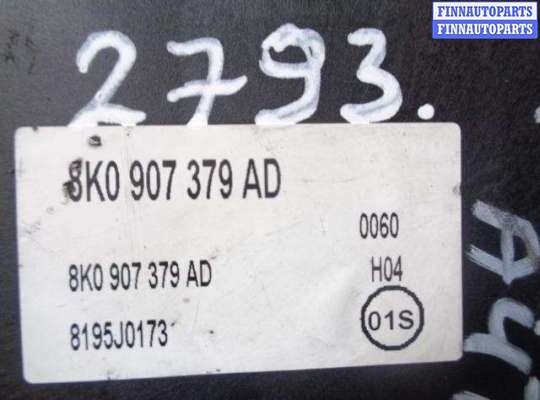 FINNAUTOPARTS
FINNAUTOPARTS
2793.
8K0 907 379 AD
0060
8K0 907 379 AD
H04
8195J0173
01S